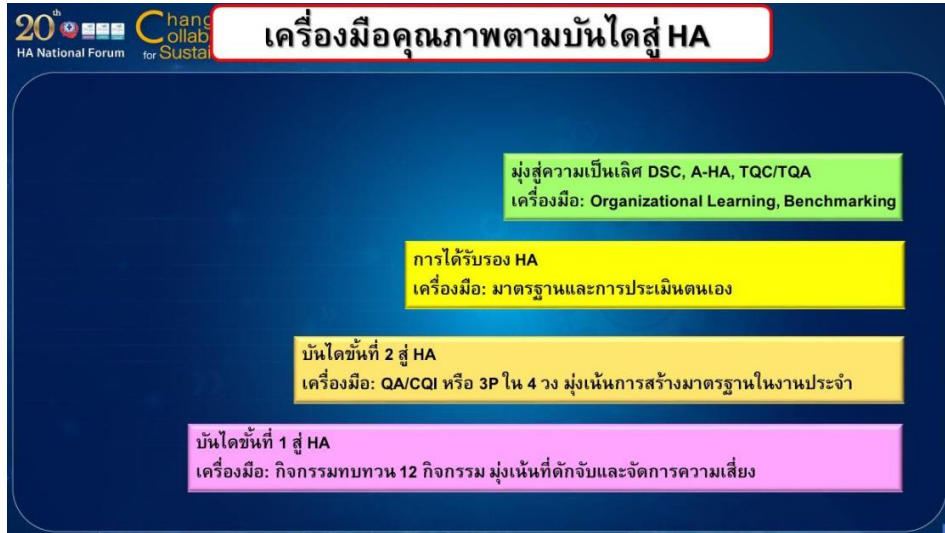 20th
HA National Forum
Chang
Collab
for Sustai
เครื่องมือคุณภาพตามบันไดสู่ HA
มุ่งสู่ความเป็นเลิศ DSC, A-HA, TQC/TQA
เครื่องมือ: Organizational Learning, Benchmarking
การได้รับรอง HA
เครื่องมือ: มาตรฐานและการประเมินตนเอง
บันไดขั้นที่ 2 สู่ HA
เครื่องมือ: QA/CQI หรือ 3P ใน 4 วง มุ่งเน้นการสร้างมาตรฐานในงานประจำ
บันไดขั้นที่ 1 สู่ HA
เครื่องมือ: กิจกรรมทบทวน 12 กิจกรรม มุ่งเน้นที่ดักจับและจัดการความเสี่ยง